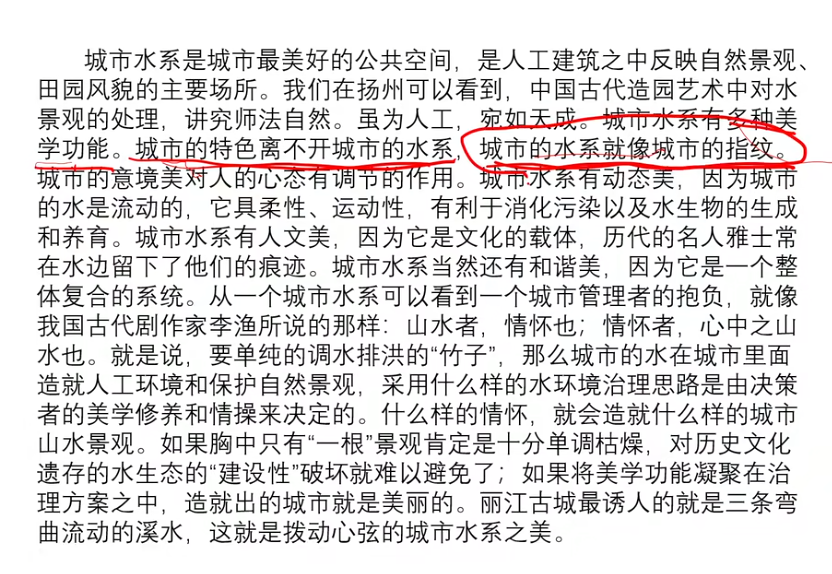 城市水系是城市最美好的公共空间，是人工建筑之中反映自然景观、
田园风貌的主要场所。我们在扬州可以看到，中国古代造园艺术中对水
景观的处理，讲究师法自然。虽为人工，宛如天成。城市水系有多种美
学功能。城市的特色离不开城市的水系，城市的水系就像城市的指纹。
城市的意境美对人的心态有调节的作用。城市水系有动态美，因为城市
的水是流动的，它具柔性、运动性，有利于消化污染以及水生物的生成
和养育。城市水系有人文美，因为它是文化的载体，历代的名人雅士常
在水边留下了他们的痕迹。城市水系当然还有和谐美，因为它是一个整
体复合的系统。从一个城市水系可以看到一个城市管理者的抱负，就像
我国古代剧作家李渔所说的那样：山水者，情怀也；情怀者，心中之山
水也。就是说，要单纯的调水排洪的“竹子”，那么城市的水在城市里面
造就人工环境和保护自然景观，采用什么样的水环境治理思路是由决策
者的美学修养和情操来决定的。什么样的情怀，就会造就什么样的城市
山水景观。如果胸中只有“一根”景观肯定是十分单调枯燥，对历史文化
遗存的水生态的“建设性”破坏就难以避免了；如果将美学功能凝聚在治
理方案之中，造就出的城市就是美丽的。丽江古城最诱人的就是三条弯
曲流动的溪水，这就是拨动心弦的城市水系之美。